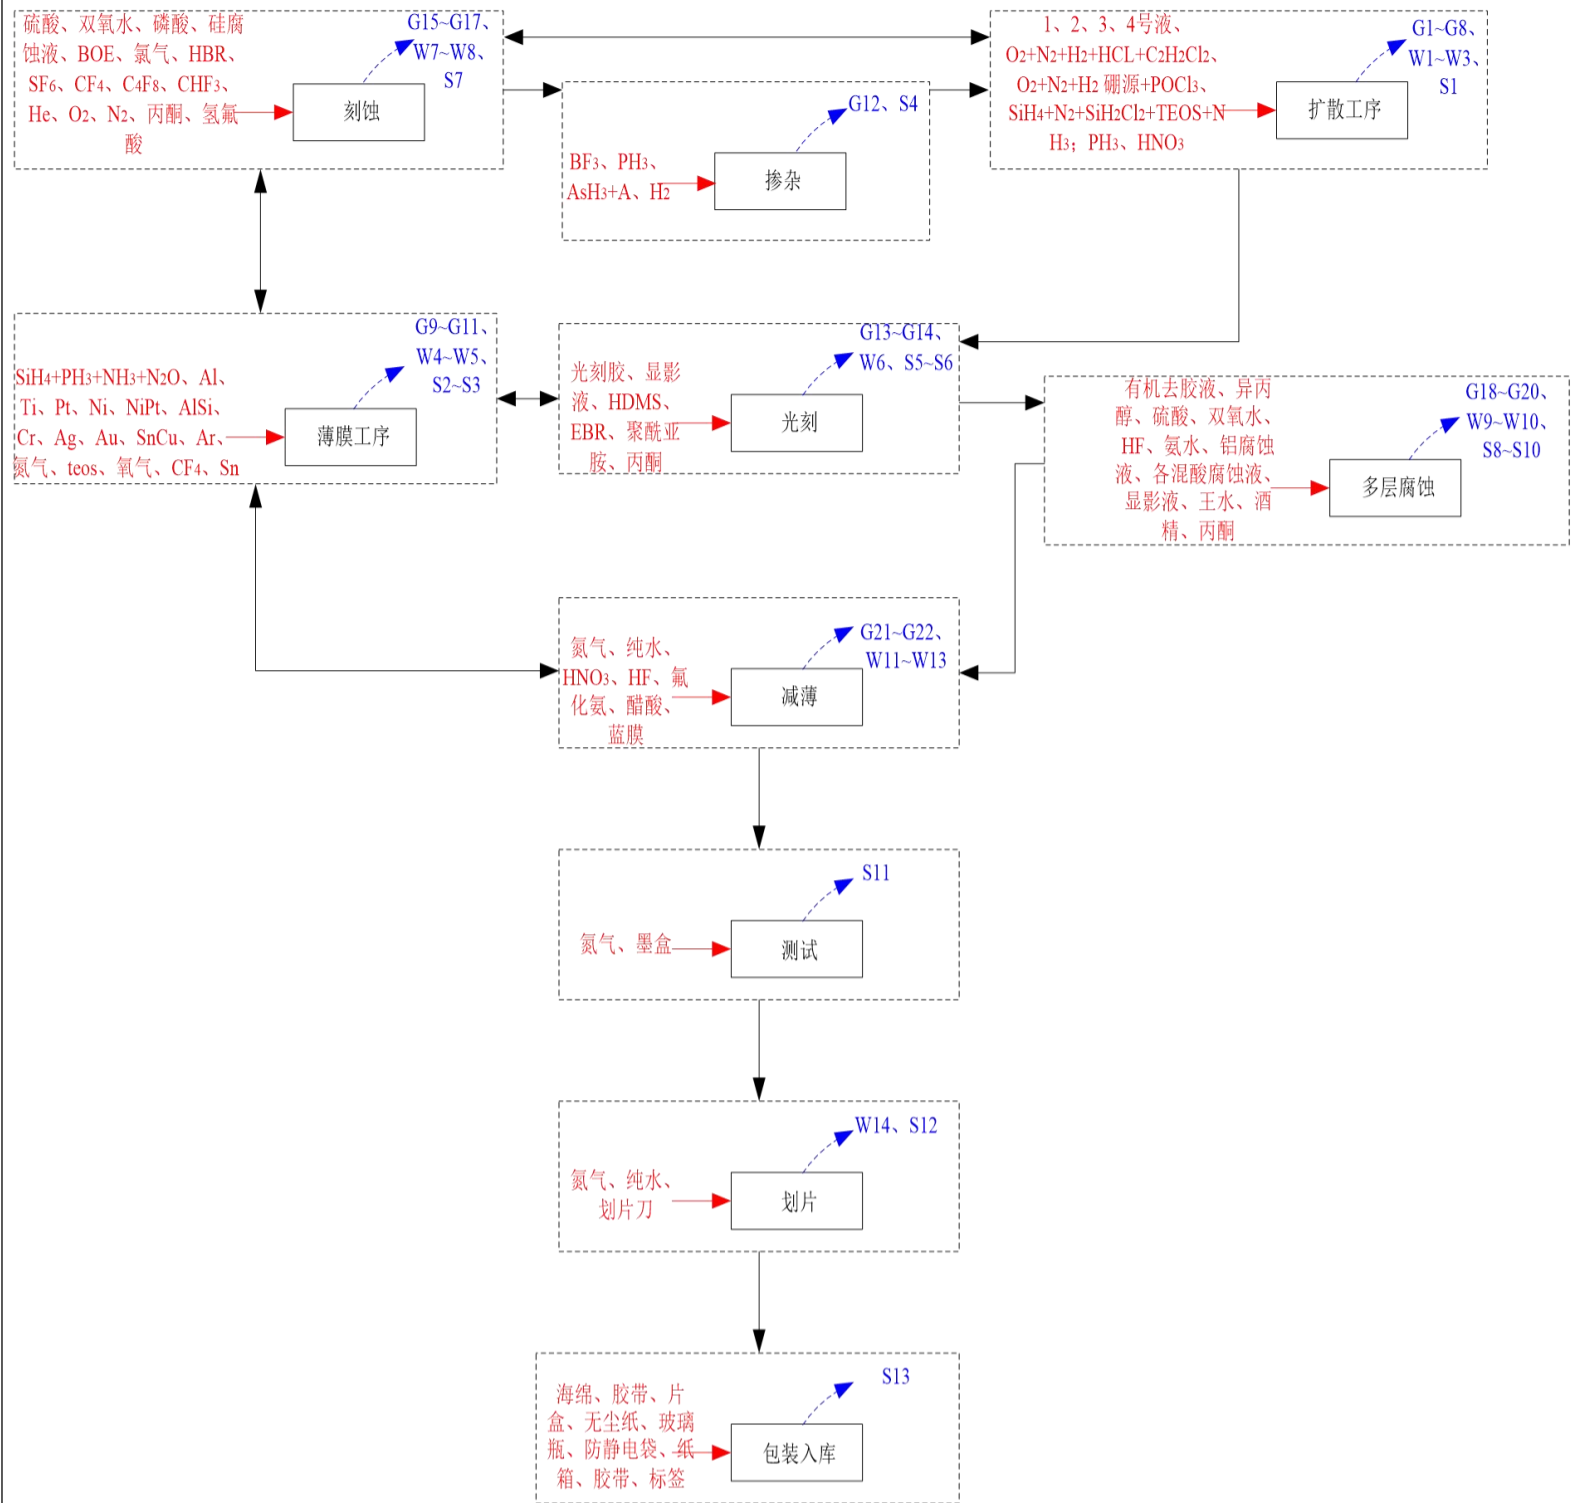 硫酸、双氧水、磷酸、硅腐
蚀液、BOE、氯气、HBR、
SF6、CF4、C4F8、CHF3、
He、O2、N2、丙酮、氢氟
酸
刻蚀
G15~G17、
W7~W8、
S7
BF3、PH3、
AsH3+A、H2
掺杂
G12、S4
1、2、3、4号液、
O2+N2+H2+HCL+C2H2Cl2、
O2+N2+H2 硼源+POCl3、
SiH4+N2+SiH2Cl2+TEOS+N
H3；PH3、HNO3
扩散工序
G1~G8、
W1~W3、
S1
SiH4+PH3+NH3+N2O、Al、
Ti、Pt、Ni、NiPt、AlSi、
Cr、Ag、Au、SnCu、Ar、
氮气、teos、氧气、CF4、Sn
薄膜工序
G9~G11、
W4~W5、
S2~S3
光刻胶、显影
液、HDMS、
EBR、聚酰亚
胺、丙酮
光刻
G13~G14、
W6、S5~S6
有机去胶液、异丙
醇、硫酸、双氧水、
HF、氨水、铝腐蚀
液、各混酸腐蚀液、
显影液、王水、酒
精、丙酮
多层腐蚀
G18~G20、
W9~W10、
S8~S10
氮气、纯水、
HNO3、HF、氟
化氨、醋酸、
蓝膜
减薄
G21~G22、
W11~W13
氮气、墨盒
测试
S11
氮气、纯水、
划片刀
划片
W14、S12
海绵、胶带、片
盒、无尘纸、玻璃
瓶、防静电袋、纸
箱、胶带、标签
包装入库
S13